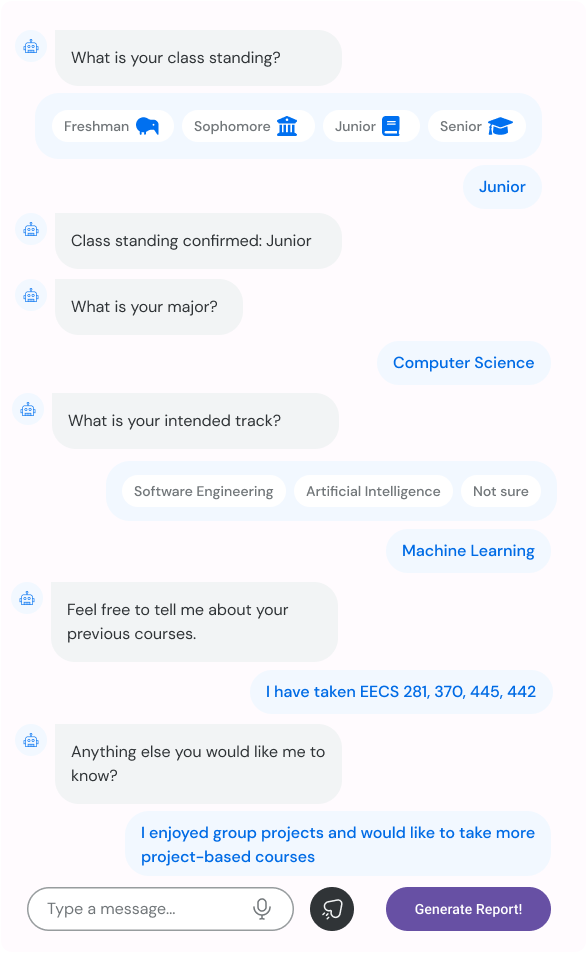 What is your class standing?
Freshman Sophomore Junior Senior
Junior
Class standing confirmed: Junior
What is your major?
Computer Science
What is your intended track?
Software Engineering Artificial Intelligence Not sure
Machine Learning
Feel free to tell me about your
previous courses.
I have taken EECS 281, 370, 445, 442
Anything else you would like me to
know?
I enjoyed group projects and would like to take more
project-based courses
Type a message... Generate Report!